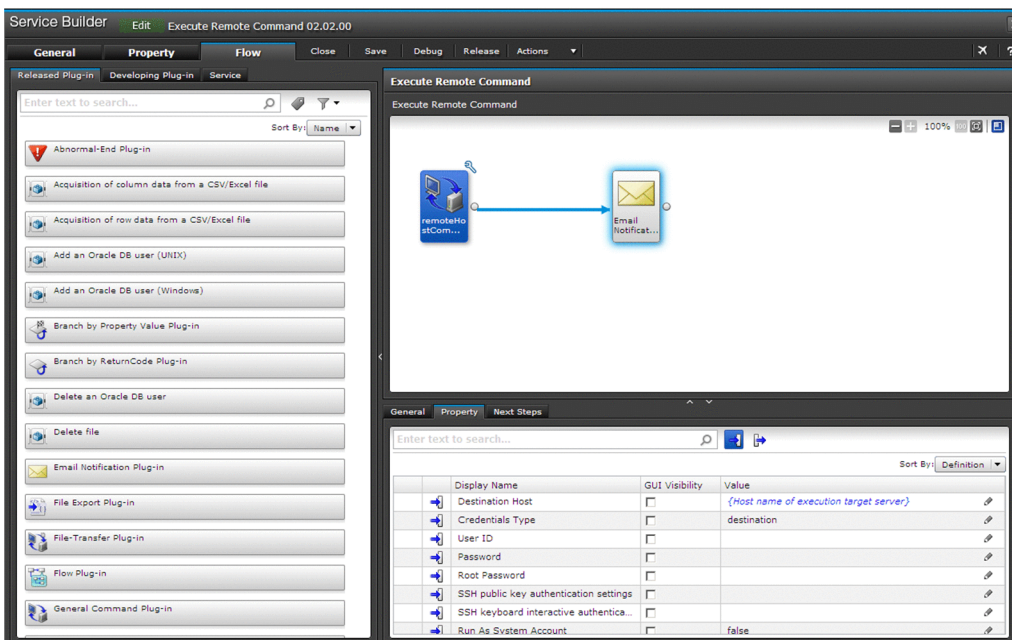 Service Builder Edit Execute Remote Command 02.02.00
General Property Flow Close Save Debug Release Actions
Released Plug-in Developing Plug-in Service
Enter text to search...
Sort By: Name
Abnormal-End Plug-in
Acquisition of column data from a CSV/Excel file
Acquisition of row data from a CSV/Excel file
Add an Oracle DB user (UNIX)
Add an Oracle DB user (Windows)
Branch by Property Value Plug-in
Branch by ReturnCode Plug-in
Delete an Oracle DB user
Delete file
Email Notification Plug-in
File Export Plug-in
File-Transfer Plug-in
Flow Plug-in
General Command Plug-in
Execute Remote Command
Execute Remote Command
100% 100
remoteHo
stCom...
Email
Notificat...
General Property Next Steps
Enter text to search...
Sort By: Definition
Display Name GUI Visibility Value
Destination Host {Host name of execution target server}
Credentials Type destination
User ID
Password
Root Password
SSH public key authentication settings
SSH keyboard interactive authentica...
Run As System Account false